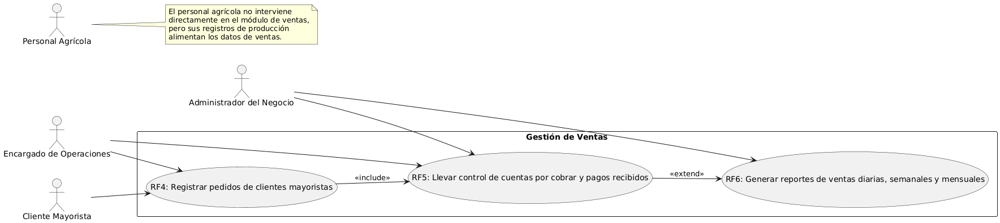 El personal agrícola no interviene
directamente en el módulo de ventas,
pero sus registros de producción
alimentan los datos de ventas.
Personal Agrícola
Administrador del Negocio
Gestión de Ventas
Encargado de Operaciones
RF4: Registrar pedidos de clientes mayoristas
«include»
RF5: Llevar control de cuentas por cobrar y pagos recibidos
«extend»
RF6: Generar reportes de ventas diarias, semanales y mensuales
Cliente Mayorista